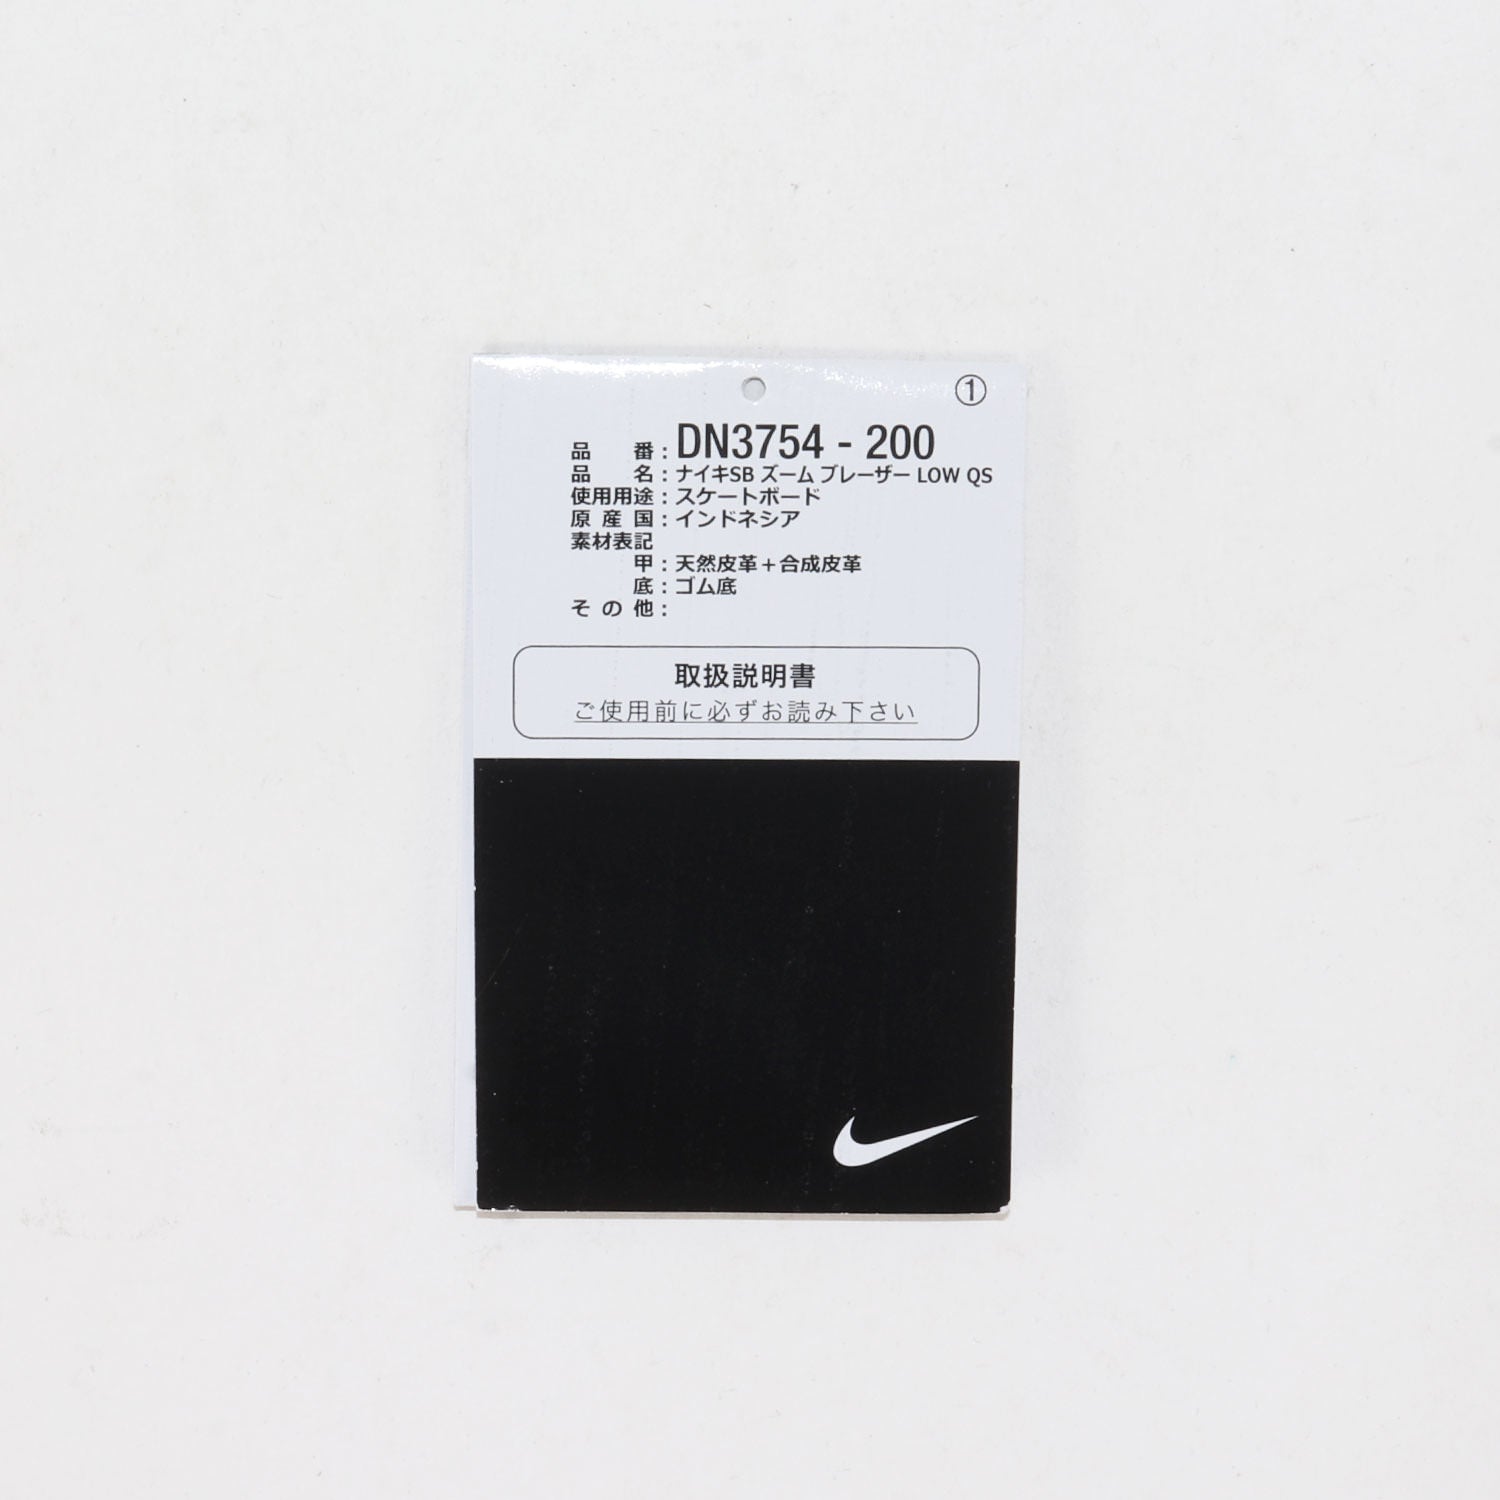 ①
品番：DN3754 - 200
品名：ナイキSB ズーム ブレーザー LOW QS
使用用途：スケートボード
原産国：インドネシア
素材表記
甲：天然皮革＋合成皮革
底：ゴム底
その他：
取扱説明書
ご使用前に必ずお読み下さい